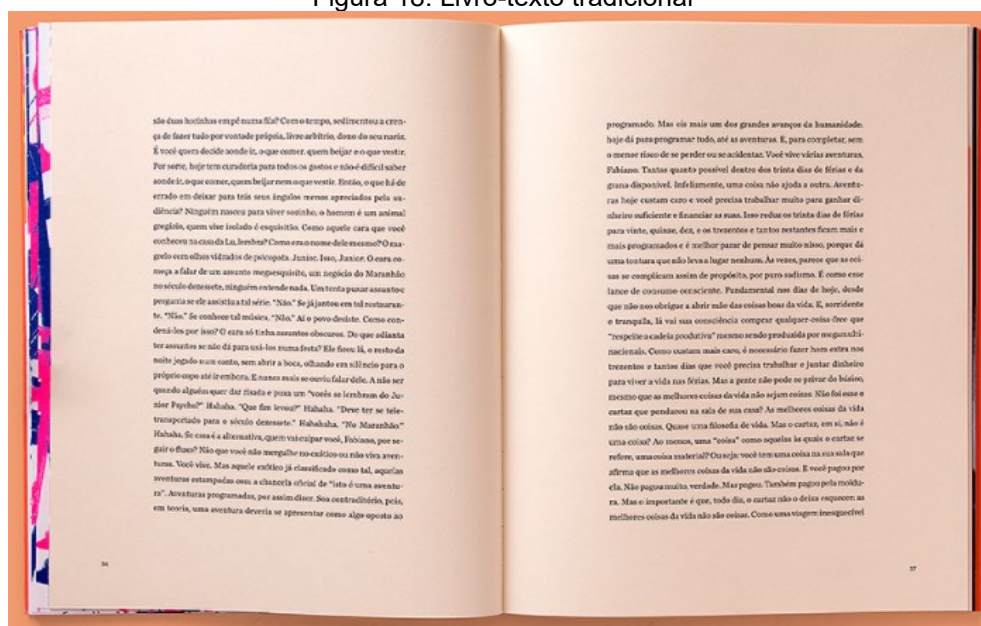 Figura 18: Livro-texto tradicional
são duas horinhas em pé numa fila? Com o tempo, sedimentou a cren-
ça de fazer tudo por vontade própria, livre arbítrio, dono do seu nariz.
É você quem decide aonde ir, o que comer, quem beijar e o que vestir.
Por sorte, hoje tem curadoria para todos os gostos e não é difícil saber
aonde ir, o que comer, quem beijar nem o que vestir. Então, o que há de
errado em deixar para trás seus ângulos menos apreciados pela au-
diência? Ninguém nasceu para viver sozinho, o homem é um animal
gregário, quem vive isolado é esquisitão. Como aquele cara que você
conheceu na casa da Lu, lembra? Como era o nome dele mesmo? O ma-
grelo com olhos vidrados de psicopata. Junior. Isso, Junior. O cara co-
meça a falar de um assunto megaesquisito, um negócio do Maranhão
no século dezessete, ninguém entende nada. Um tenta puxar assunto e
pergunta se ele assistiu a tal série. "Não." Se já jantou em tal restauran-
te. "Não." Se conhece tal música. "Não." Aí o povo desiste. Como con-
dená-los por isso? O cara só tinha assuntos obscuros. Do que adianta
ter assuntos se não dá para usá-los numa festa? Ele ficou lá, o resto da
noite jogado num canto, sem abrir a boca, olhando em silêncio para o
próprio copo até ir embora. E nunca mais se ouviu falar dele. A não ser
quando alguém quer dar risada e puxa um "vocês se lembram do Ju-
nior Psycho?" Hahaha. "Que fim levou?" Hahaha. "Deve ter se tele-
transportado para o século dezessete." Hahahaha. "No Maranhão."
Hahaha. Se essa é a alternativa, quem vai culpar você, Fabiano, por se-
guir o fluxo? Não que você não mergulhe no exótico ou não viva aven-
turas. Você vive. Mas aquele exótico já classificado como tal, aquelas
aventuras estampadas com a chancela oficial de "isto é uma aventu-
ra". Aventuras programadas, por assim dizer. Soa contraditório, pois,
em teoria, uma aventura deveria se apresentar como algo oposto ao
56
programado. Mas eis mais um dos grandes avanços da humanidade:
hoje dá para programar tudo, até as aventuras. E, para completar, sem
o menor risco de se perder ou se acidentar. Você vive várias aventuras,
Fabiano. Tantas quanto possível dentro dos trinta dias de férias e da
grana disponível. Infelizmente, uma coisa não ajuda a outra. Aventu-
ras hoje custam caro e você precisa trabalhar muito para ganhar di-
nheiro suficiente e financiar as suas. Isso reduz os trinta dias de férias
para vinte, quinze, dez, e os trezentos e tantos restantes ficam mais e
mais programados e é melhor parar de pensar muito nisso, porque dá
uma tontura que não leva a lugar nenhum. Às vezes, parece que as coi-
sas se complicam assim de propósito, por puro sadismo. É como esse
lance de consumo consciente. Fundamental nos dias de hoje, desde
que não nos obrigue a abrir mão das coisas boas da vida. E, sorridente
e tranquila, lá vai sua consciência comprar qualquer-coisa-free que
"respeite a cadeia produtiva" mesmo sendo produzida por megamulti-
nacionais. Como custam mais caro, é necessário fazer hora extra nos
trezentos e tantos dias que você precisa trabalhar e juntar dinheiro
para viver a vida nas férias. Mas a gente não pode se privar do básico,
mesmo que as melhores coisas da vida não sejam coisas. Não foi esse o
cartaz que pendurou na sala de sua casa? As melhores coisas da vida
não são coisas. Quase uma filosofia de vida. Mas o cartaz, em si, não é
uma coisa? Ao menos, uma "coisa" como aquelas às quais o cartaz se
refere, uma coisa material? Ou seja: você tem uma coisa na sua sala que
afirma que as melhores coisas da vida não são coisas. E você pagou por
ela. Não pagou muito, verdade. Mas pagou. Também pagou pela moldu-
ra. Mas o importante é que, todo dia, o cartaz não o deixa esquecer: as
melhores coisas da vida não são coisas. Como uma viagem inesquecível
57